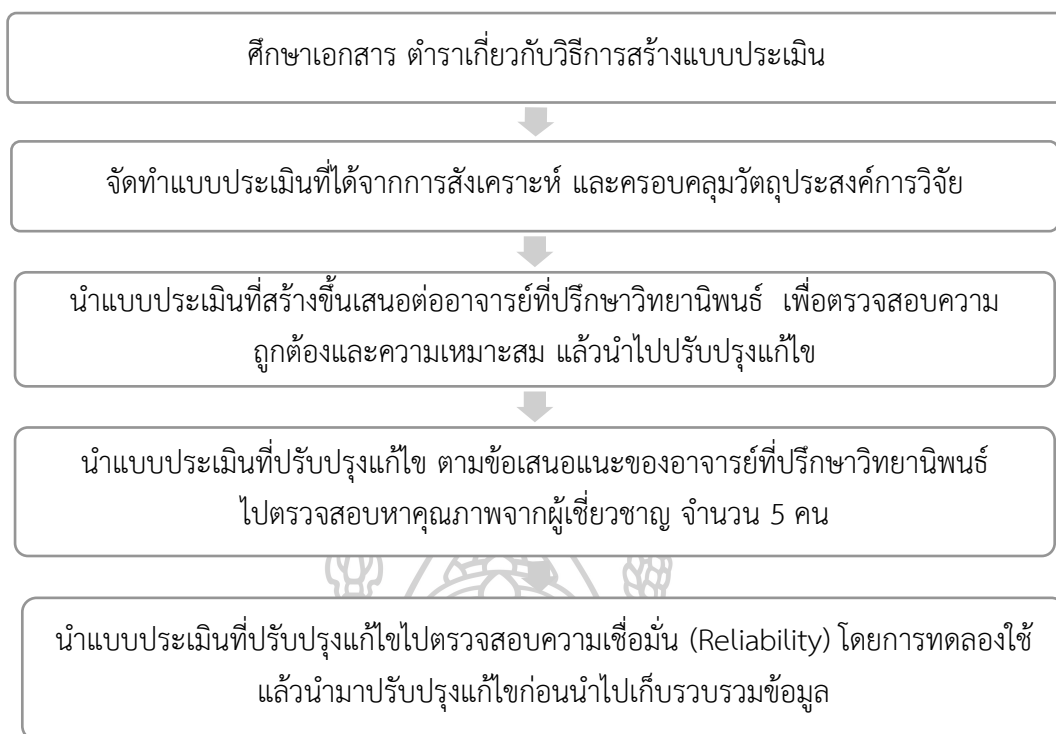 ศึกษาเอกสาร ตำราเกี่ยวกับวิธีการสร้างแบบประเมิน
จัดทำแบบประเมินที่ได้จากการสังเคราะห์ และครอบคลุมวัตถุประสงค์การวิจัย
นำแบบประเมินที่สร้างขึ้นเสนอต่ออาจารย์ที่ปรึกษาวิทยานิพนธ์ เพื่อตรวจสอบความ
ถูกต้องและความเหมาะสม แล้วนำไปปรับปรุงแก้ไข
นำแบบประเมินที่ปรับปรุงแก้ไข ตามข้อเสนอแนะของอาจารย์ที่ปรึกษาวิทยานิพนธ์
ไปตรวจสอบหาคุณภาพจากผู้เชี่ยวชาญ จำนวน 5 คน
นำแบบประเมินที่ปรับปรุงแก้ไขไปตรวจสอบความเชื่อมั่น (Reliability) โดยการทดลองใช้
แล้วนำมาปรับปรุงแก้ไขก่อนนำไปเก็บรวบรวมข้อมูล